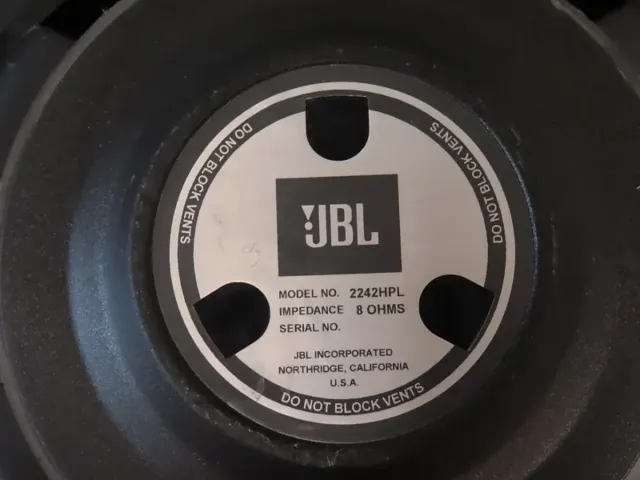 DO NOT BLOCK VENTS
DO NOT BLOCK VENTS
JBL
MODEL NO. 2242HPL
IMPEDANCE 8 OHMS
SERIAL NO.
JBL INCORPORATED
NORTHRIDGE, CALIFORNIA
U.S.A.
DO NOT BLOCK VENTS